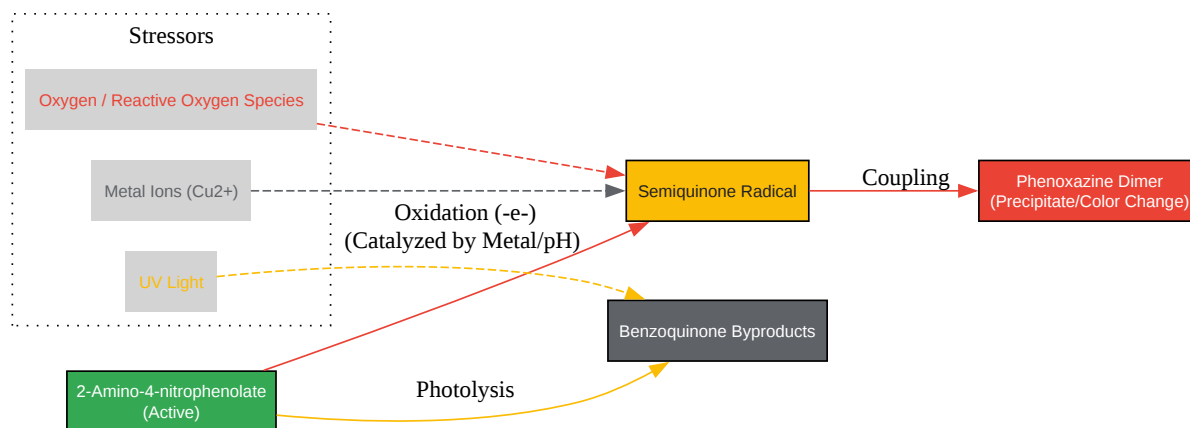 Stressors
Oxygen / Reactive Oxygen Species
Metal Ions (Cu2+)
UV Light
Oxidation (-e-)
(Catalyzed by Metal/pH)
Semiquinone Radical
Coupling
Phenoxazine Dimer
(Precipitate/Color Change)
Benzoquinone Byproducts
2-Amino-4-nitrophenolate
(Active)
Photolysis